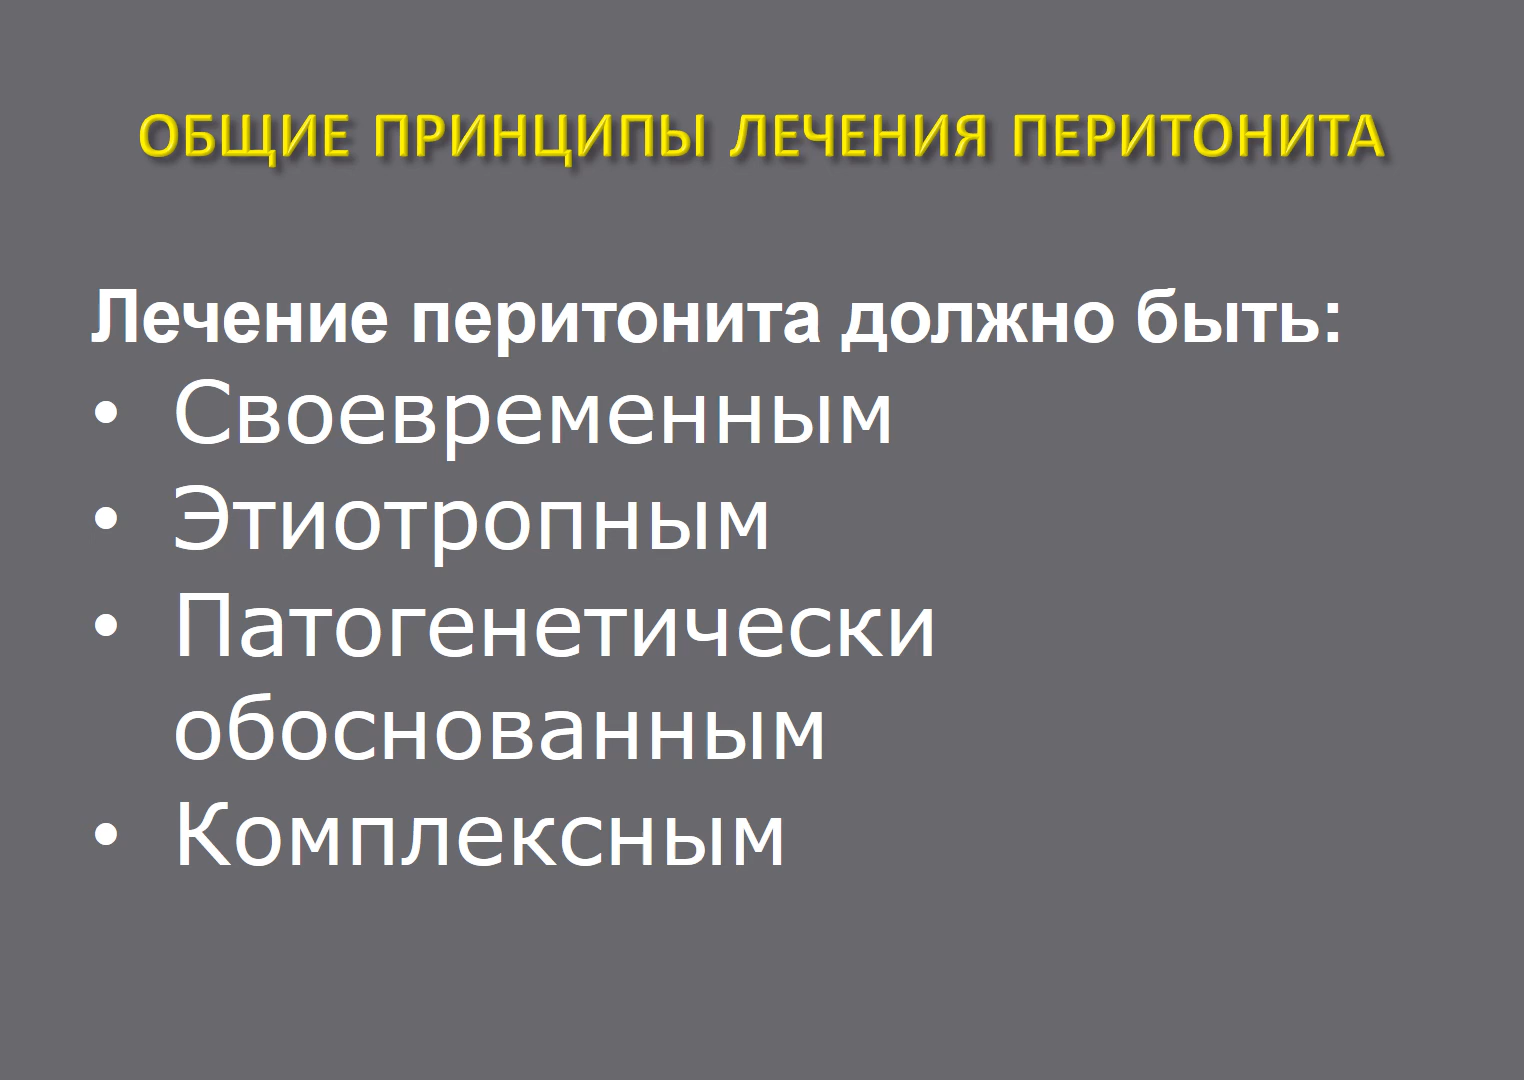 ОБЩИЕ ПРИНЦИПЫ ЛЕЧЕНИЯ ПЕРИТОНИТА
Лечение перитонита должно быть:
• Своевременным
• Этиотропным
• Патогенетически
обоснованным
• Комплексным